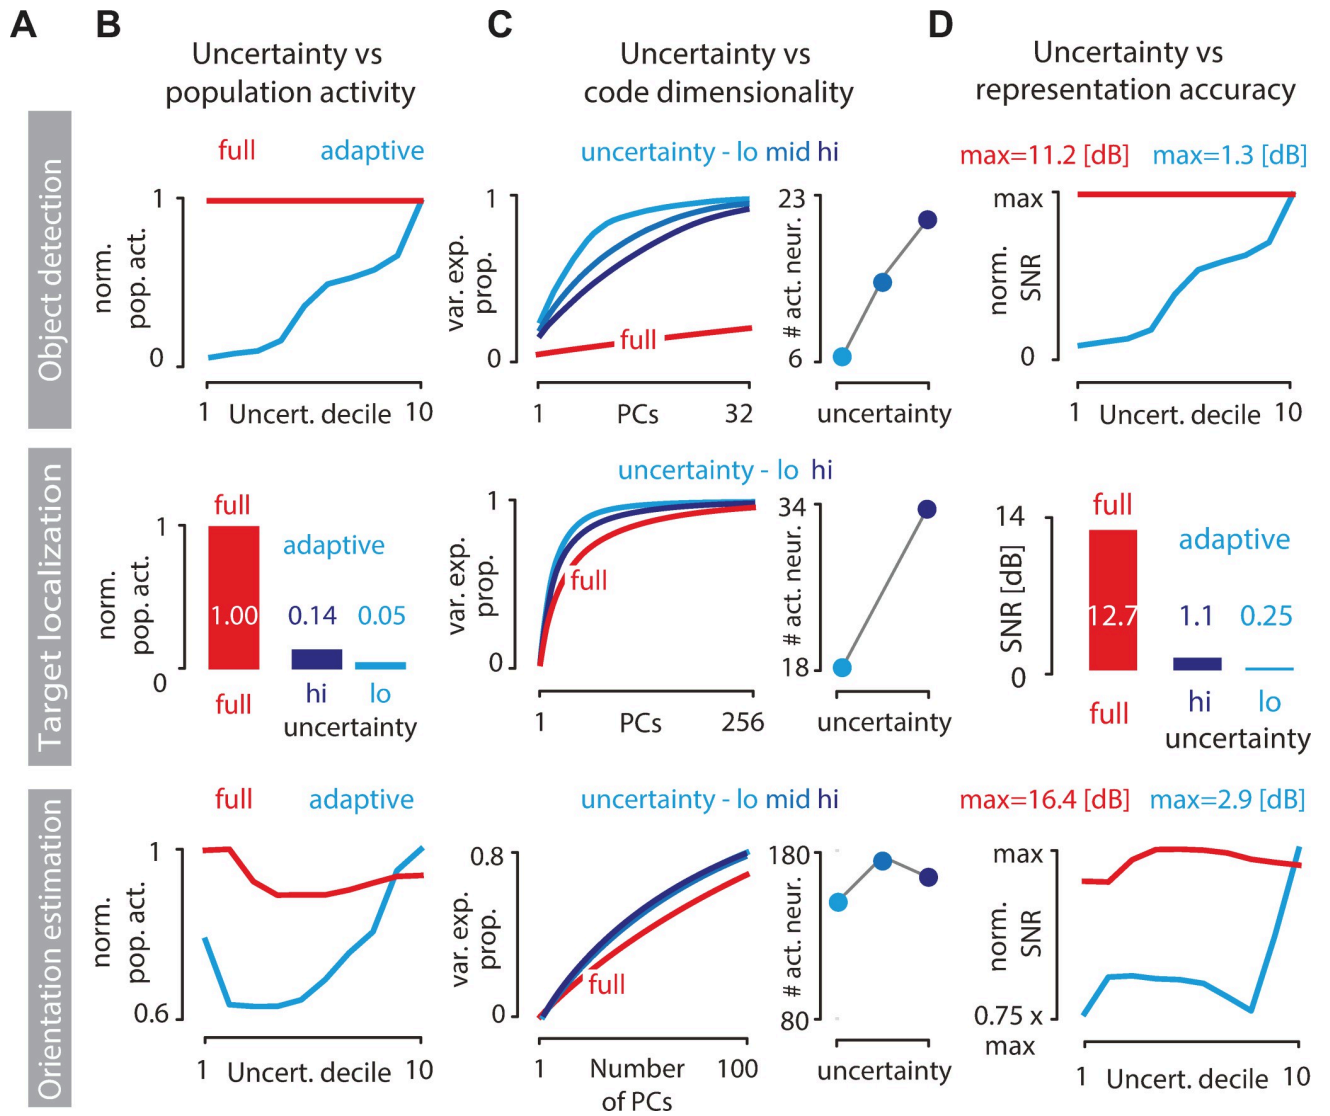 A
B
C
D
Uncertainty vs
population activity
Uncertainty vs
code dimensionality
Uncertainty vs
representation accuracy
Object detection
full adaptive
norm.
pop. act.
1
0
1 Uncert. decile 10
uncertainty - lo mid hi
var. exp.
prop.
1
0
full
1 PCs 32
# act. neur.
23
6
uncertainty
max=11.2 [dB] max=1.3 [dB]
norm.
SNR
max
0
1 Uncert. decile 10
Target localization
norm.
pop. act.
1
0
full
adaptive
1.00 0.14 0.05
full
hi lo
uncertainty
uncertainty - lo hi
var. exp.
prop.
1
0
full
1 PCs 256
# act. neur.
34
18
uncertainty
SNR [dB]
14
0
full
adaptive
12.7 1.1 0.25
full
hi lo
uncertainty
Orientation estimation
full adaptive
norm.
pop. act.
1
0.6
1 Uncert. decile 10
uncertainty - lo mid hi
var. exp.
prop.
0.8
0
full
1 Number 100
of PCs
# act. neur.
180
80
uncertainty
max=16.4 [dB] max=2.9 [dB]
norm.
SNR
max
0.75 x
max
1 Uncert. decile 10